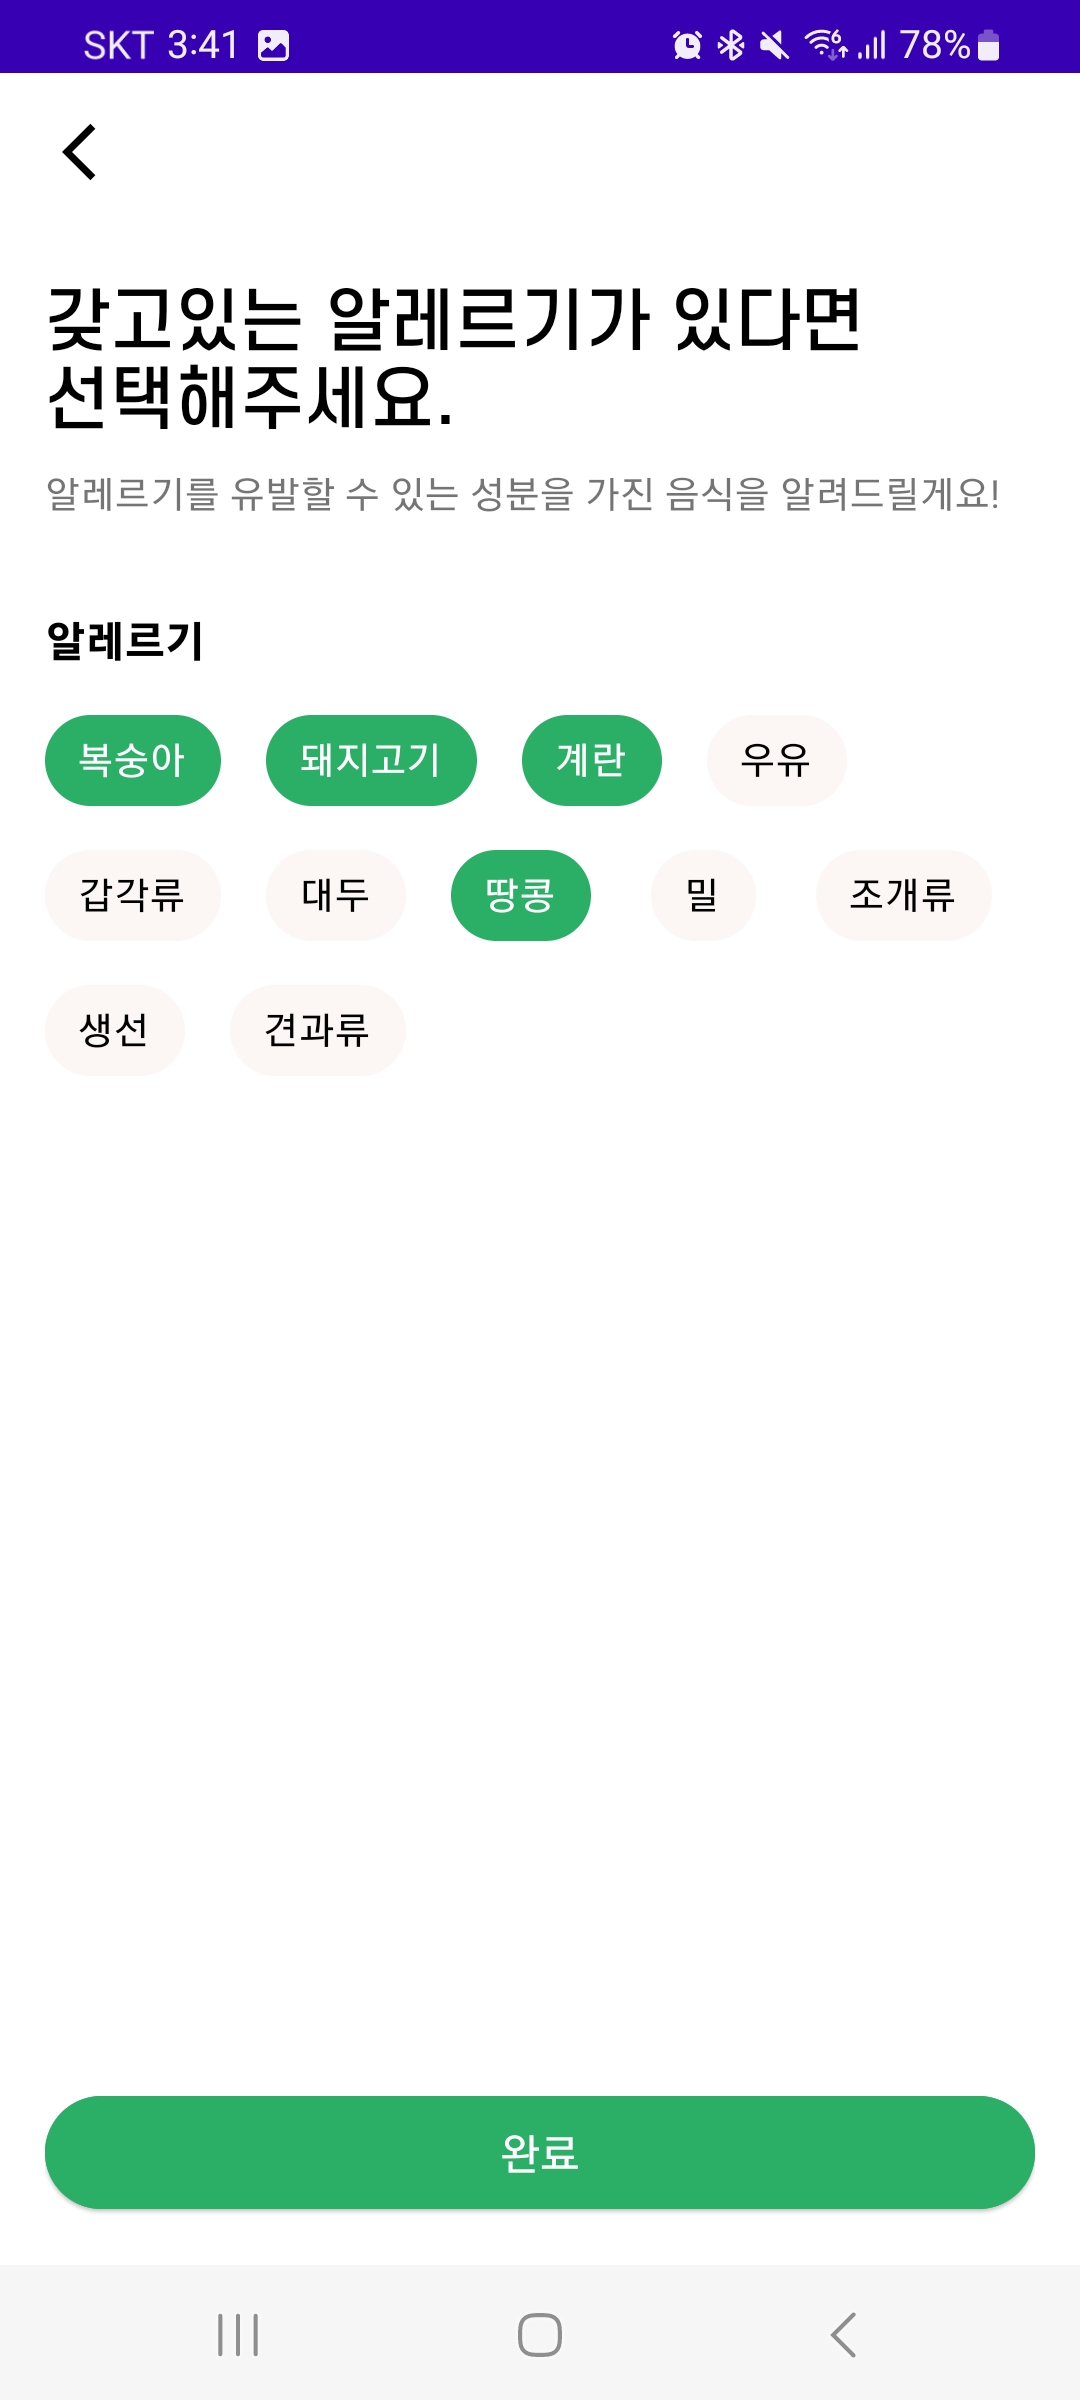 SKT 3:41 78%
갖고있는 알레르기가 있다면
선택해주세요.
알레르기를 유발할 수 있는 성분을 가진 음식을 알려드릴게요!
알레르기
복숭아 돼지고기 계란 우유
갑각류 대두 땅콩 밀 조개류
생선 견과류
완료